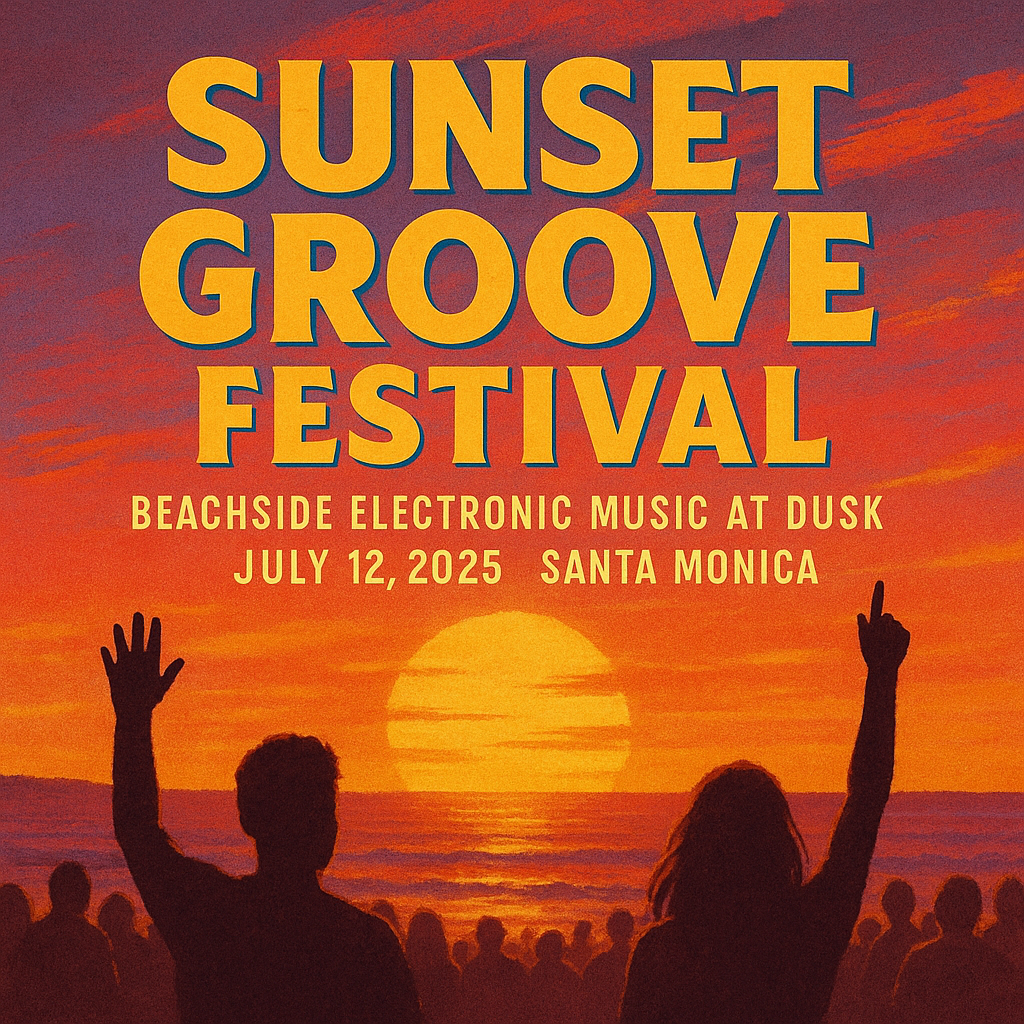 SUNSET
GROOVE
FESTIVAL
BEACHSIDE ELECTRONIC MUSIC AT DUSK
JULY 12, 2025 SANTA MONICA